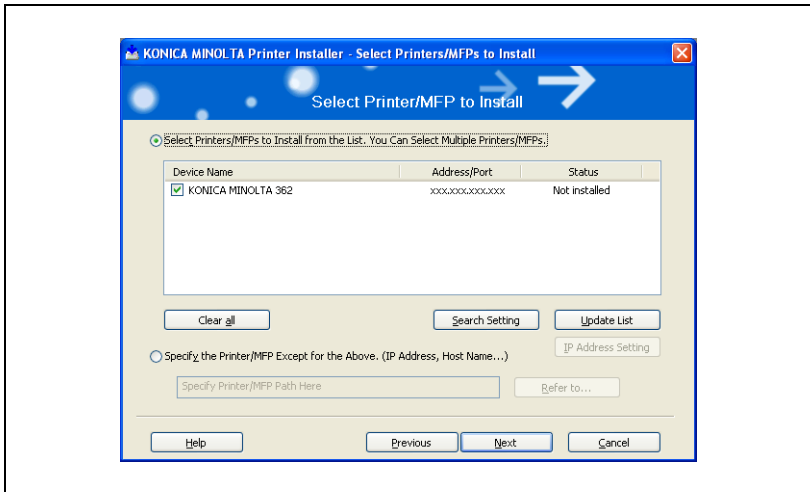 KONICA MINOLTA Printer Installer - Select Printers/MFPs to Install
Select Printer/MFP to Install
Select Printers/MFPs to Install from the List. You Can Select Multiple Printers/MFPs.
Device Name Address/Port Status
KONICA MINOLTA 362 xxx.xxx.xxx.xxx Not installed
Clear all Search Setting Update List
IP Address Setting
Specify the Printer/MFP Except for the Above. (IP Address, Host Name...)
Specify Printer/MFP Path Here Refer to...
Help Previous Next Cancel